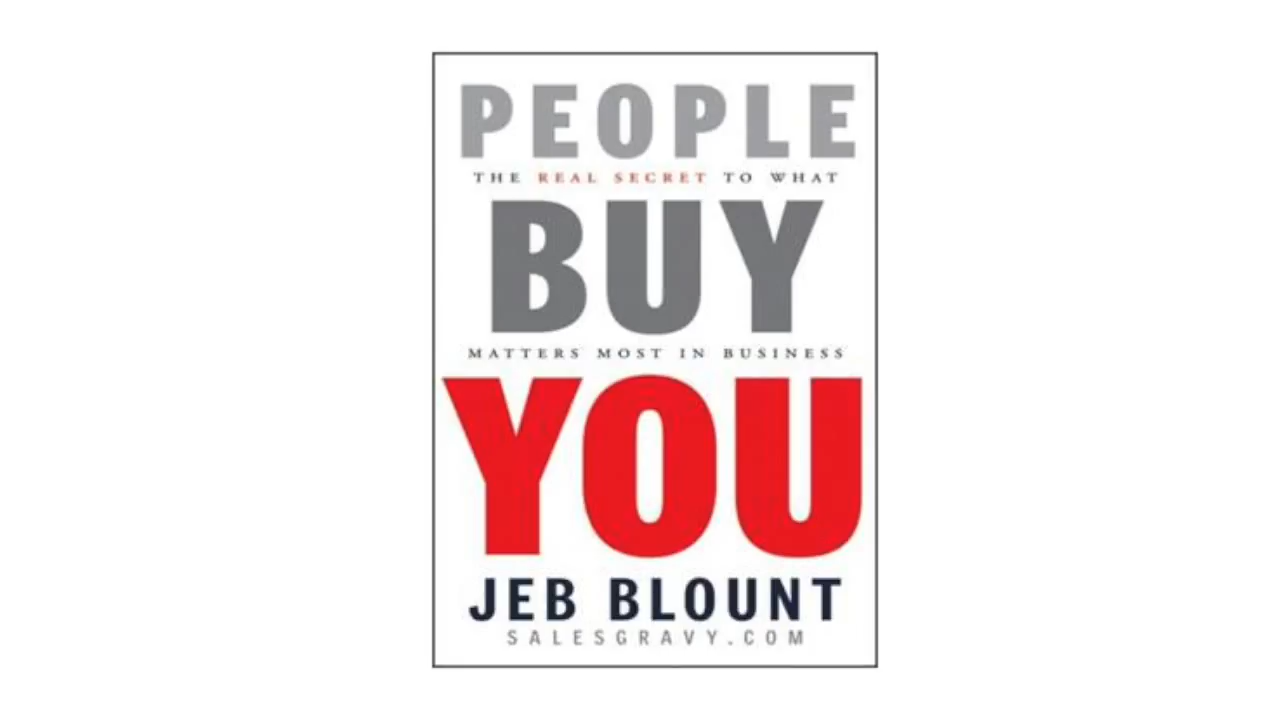 PEOPLE
THE REAL SECRET TO WHAT
BUY
MATTERS MOST IN BUSINESS
YOU
JEB BLOUNT
SALESGRAVY.COM